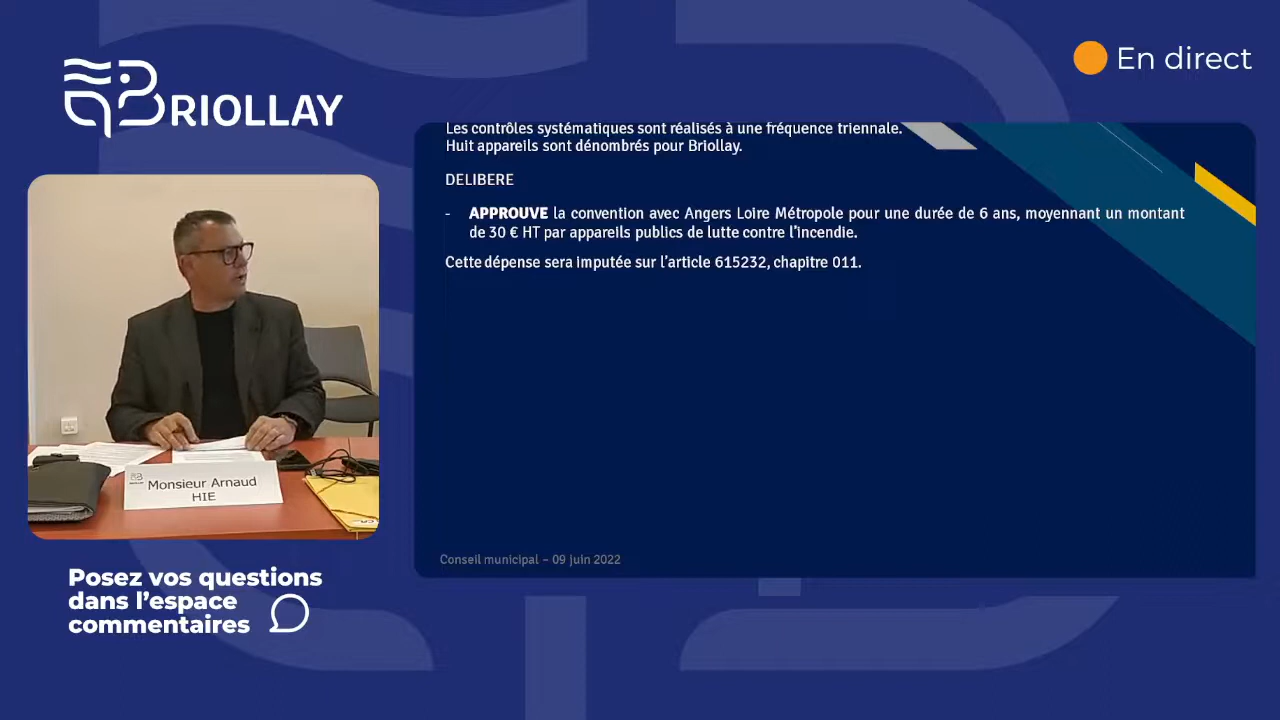 BRIOLLAY
En direct
Les contrôles systématiques sont réalisés à une fréquence triennale.
Huit appareils sont dénombrés pour Briollay.
DELIBERE
- APPROUVE la convention avec Angers Loire Métropole pour une durée de 6 ans, moyennant un montant
de 30 € HT par appareils publics de lutte contre l'incendie.
Cette dépense sera imputée sur l'article 615232, chapitre 011.
Conseil municipal – 09 juin 2022
Monsieur Arnaud
HIE
Posez vos questions
dans l'espace
commentaires